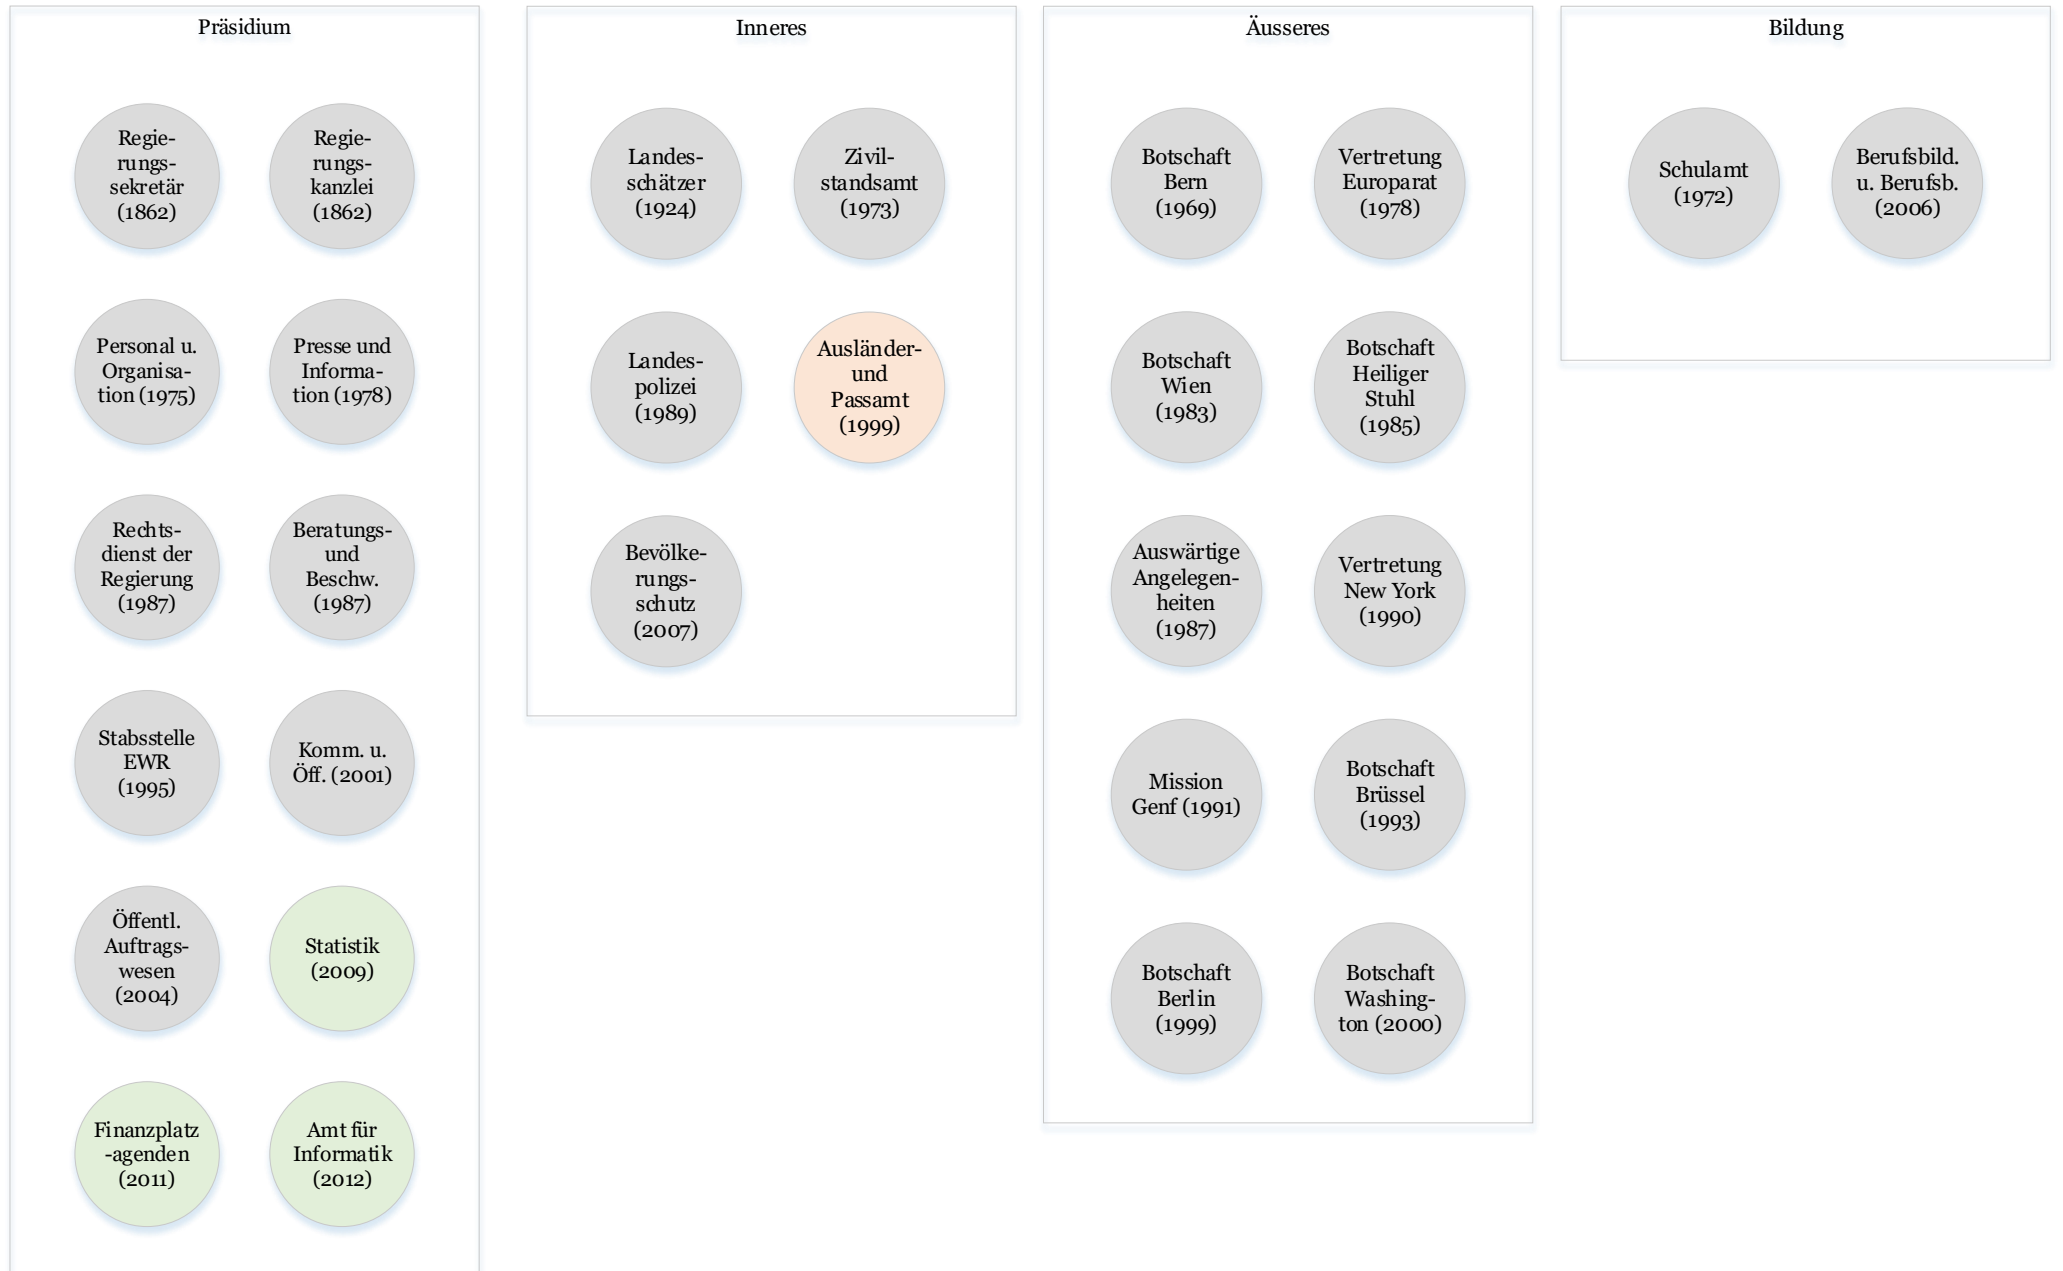 Präsidium
Regie-
rungs-
sekretär
(1862)
Regie-
rungs-
kanzlei
(1862)
Personal u.
Organisa-
tion (1975)
Presse und
Informa-
tion (1978)
Rechts-
dienst der
Regierung
(1987)
Beratungs-
und
Beschw.
(1987)
Stabsstelle
EWR
(1995)
Komm. u.
Öff. (2001)
Öffentl.
Auftrags-
wesen
(2004)
Statistik
(2009)
Finanzplatz
-agenden
(2011)
Amt für
Informatik
(2012)
Inneres
Landes-
schätzer
(1924)
Zivil-
standsamt
(1973)
Landes-
polizei
(1989)
Ausländer-
und
Passamt
(1999)
Bevölke-
rungs-
schutz
(2007)
Äusseres
Botschaft
Bern
(1969)
Vertretung
Europarat
(1978)
Botschaft
Wien
(1983)
Botschaft
Heiliger
Stuhl
(1985)
Auswärtige
Angelegen-
heiten
(1987)
Vertretung
New York
(1990)
Mission
Genf (1991)
Botschaft
Brüssel
(1993)
Botschaft
Berlin
(1999)
Botschaft
Washing-
ton (2000)
Bildung
Schulamt
(1972)
Berufsbild.
u. Berufsb.
(2006)